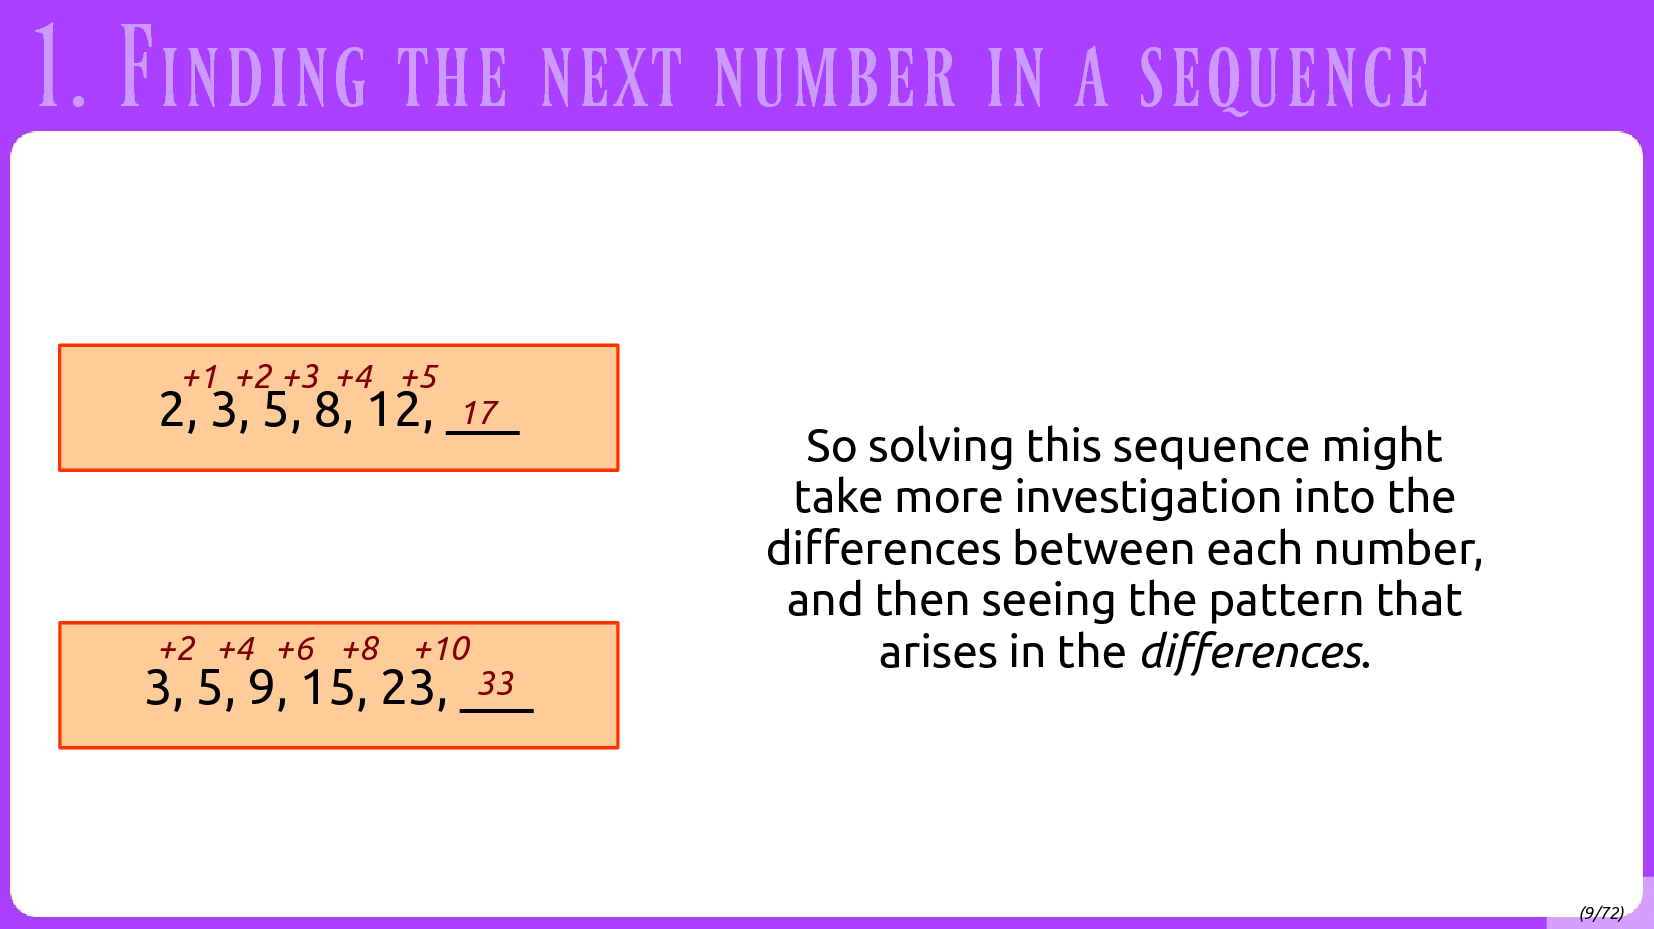 1. Finding the next number in a sequence
+1 +2 +3 +4 +5
2, 3, 5, 8, 12, 17
+2 +4 +6 +8 +10
3, 5, 9, 15, 23, 33
So solving this sequence might
take more investigation into the
differences between each number,
and then seeing the pattern that
arises in the differences.
(9/72)